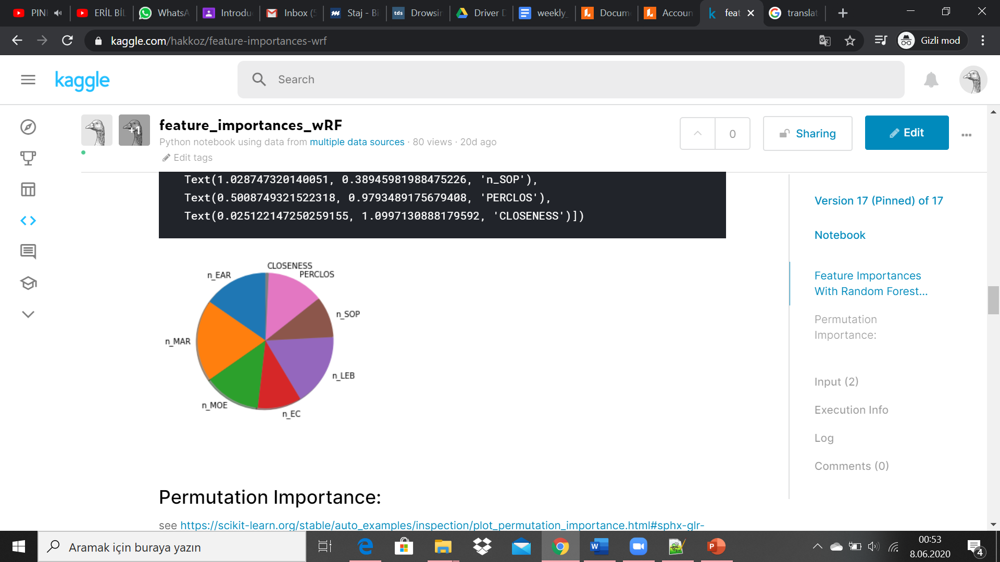 PIN
ERİL BİL
WhatsA
Introdu
Inbox (5
Staj - Bi
tds
Drowsin
Driver D
weekly_
Docum
Accoun
feat
translat
kaggle.com/hakkoz/feature-importances-wrf
Gizli mod
kaggle
Search
+1
feature_importances_wRF
Python notebook using data from multiple data sources · 80 views · 20d ago
Edit tags
0
Sharing
Edit
Text(1.028747320140051, 0.38945981988475226, 'n_SOP'),
Text(0.5008749321522318, 0.9793489175679408, 'PERCLOS'),
Text(0.025122147250259155, 1.0997130888179592, 'CLOSENESS')])
CLOSENESS
PERCLOS
n_EAR
n_SOP
n_MAR
n_LEB
n_MOE
n_EC
Version 17 (Pinned) of 17
Notebook
Feature Importances
With Random Forest...
Permutation
Importance:
Input (2)
Execution Info
Log
Comments (0)
Permutation Importance:
see https://scikit-learn.org/stable/auto_examples/inspection/plot_permutation_importance.html#sphx-glr-
Aramak için buraya yazın
00:53
8.06.2020
4